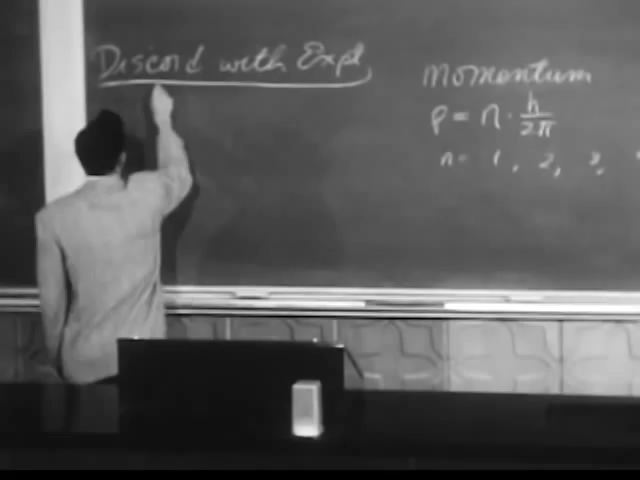 Discord with Expt
Momentum
p = n · h/2π
n = 1, 2, 3,